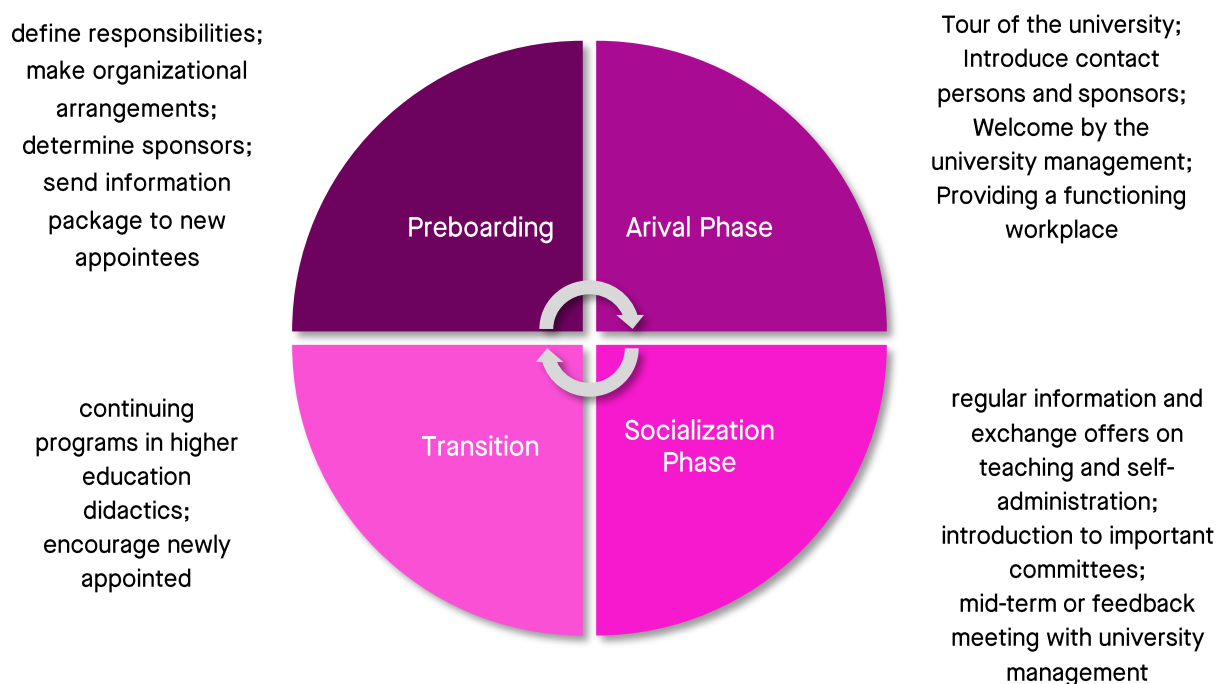 define responsibilities;
make organizational
arrangements;
determine sponsors;
send information
package to new
appointees
Preboarding
Arival Phase
Tour of the university;
Introduce contact
persons and sponsors;
Welcome by the
university management;
Providing a functioning
workplace
continuing
programs in higher
education
didactics;
encourage newly
appointed
Transition
Socialization
Phase
regular information and
exchange offers on
teaching and self-
administration;
introduction to important
committees;
mid-term or feedback
meeting with university
management